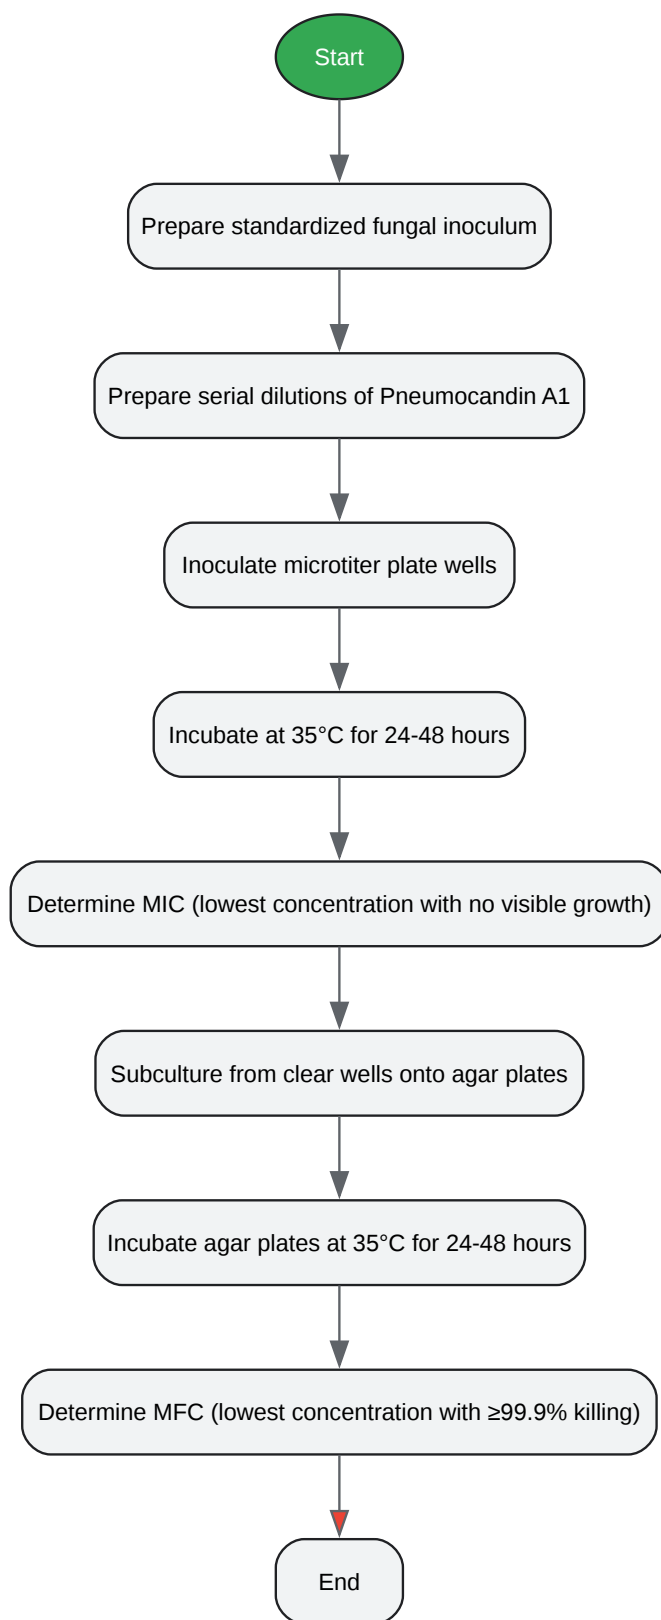 Start
Prepare standardized fungal inoculum
Prepare serial dilutions of Pneumocandin A1
Inoculate microtiter plate wells
Incubate at 35°C for 24-48 hours
Determine MIC (lowest concentration with no visible growth)
Subculture from clear wells onto agar plates
Incubate agar plates at 35°C for 24-48 hours
Determine MFC (lowest concentration with ≥99.9% killing)
End